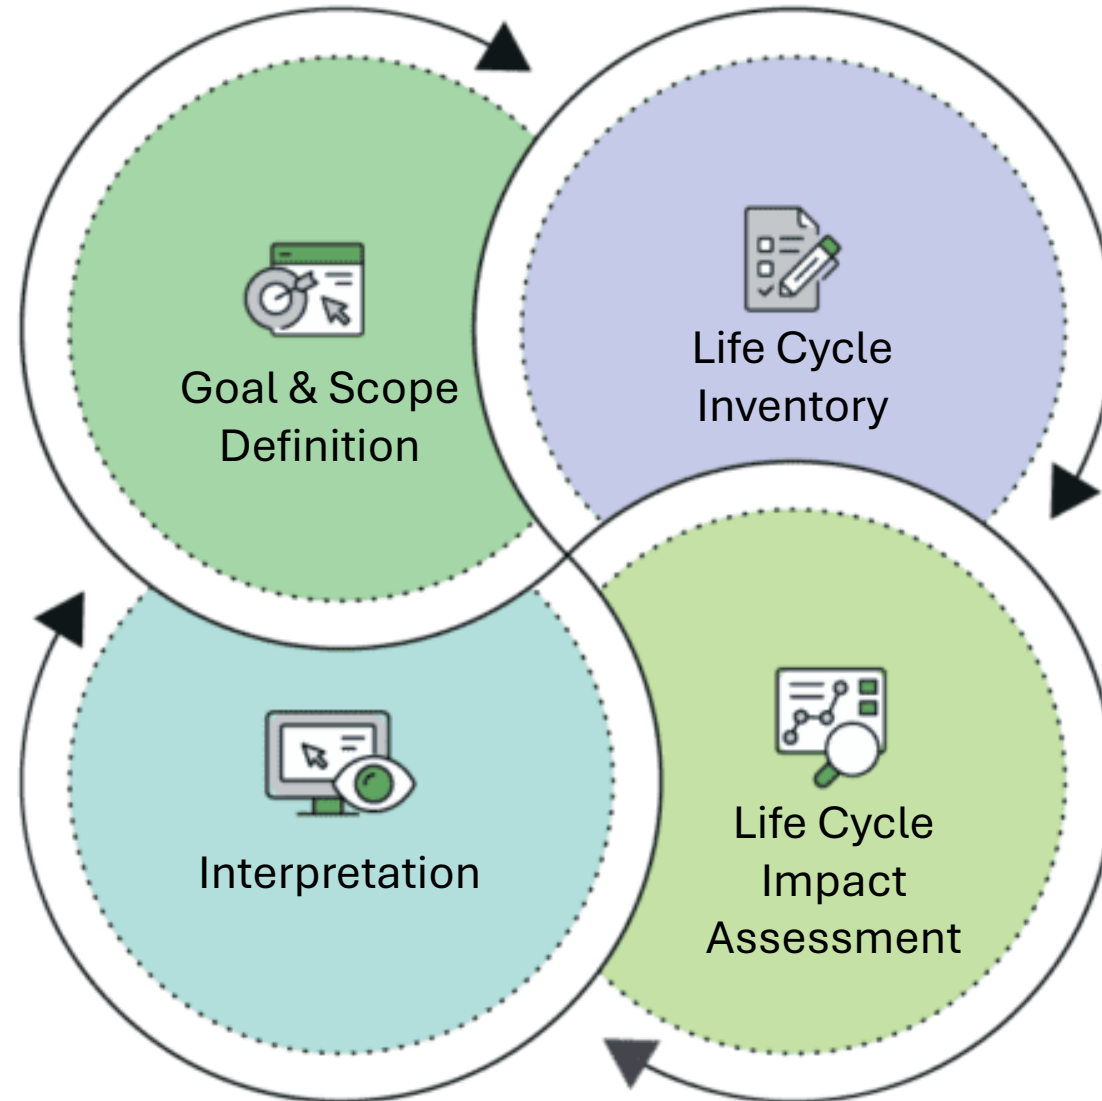 Goal & Scope
Definition
Life Cycle
Inventory
Interpretation
Life Cycle
Impact
Assessment